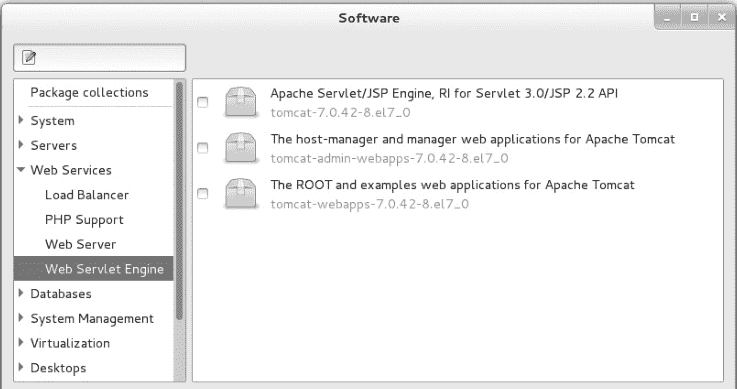 Software
Package collections
System
Servers
Web Services
Load Balancer
PHP Support
Web Server
Web Servlet Engine
Databases
System Management
Virtualization
Desktops
Apache Servlet/JSP Engine, RI for Servlet 3.0/JSP 2.2 API
tomcat-7.0.42-8.el7_0
The host-manager and manager web applications for Apache Tomcat
tomcat-admin-webapps-7.0.42-8.el7_0
The ROOT and examples web applications for Apache Tomcat
tomcat-webapps-7.0.42-8.el7_0